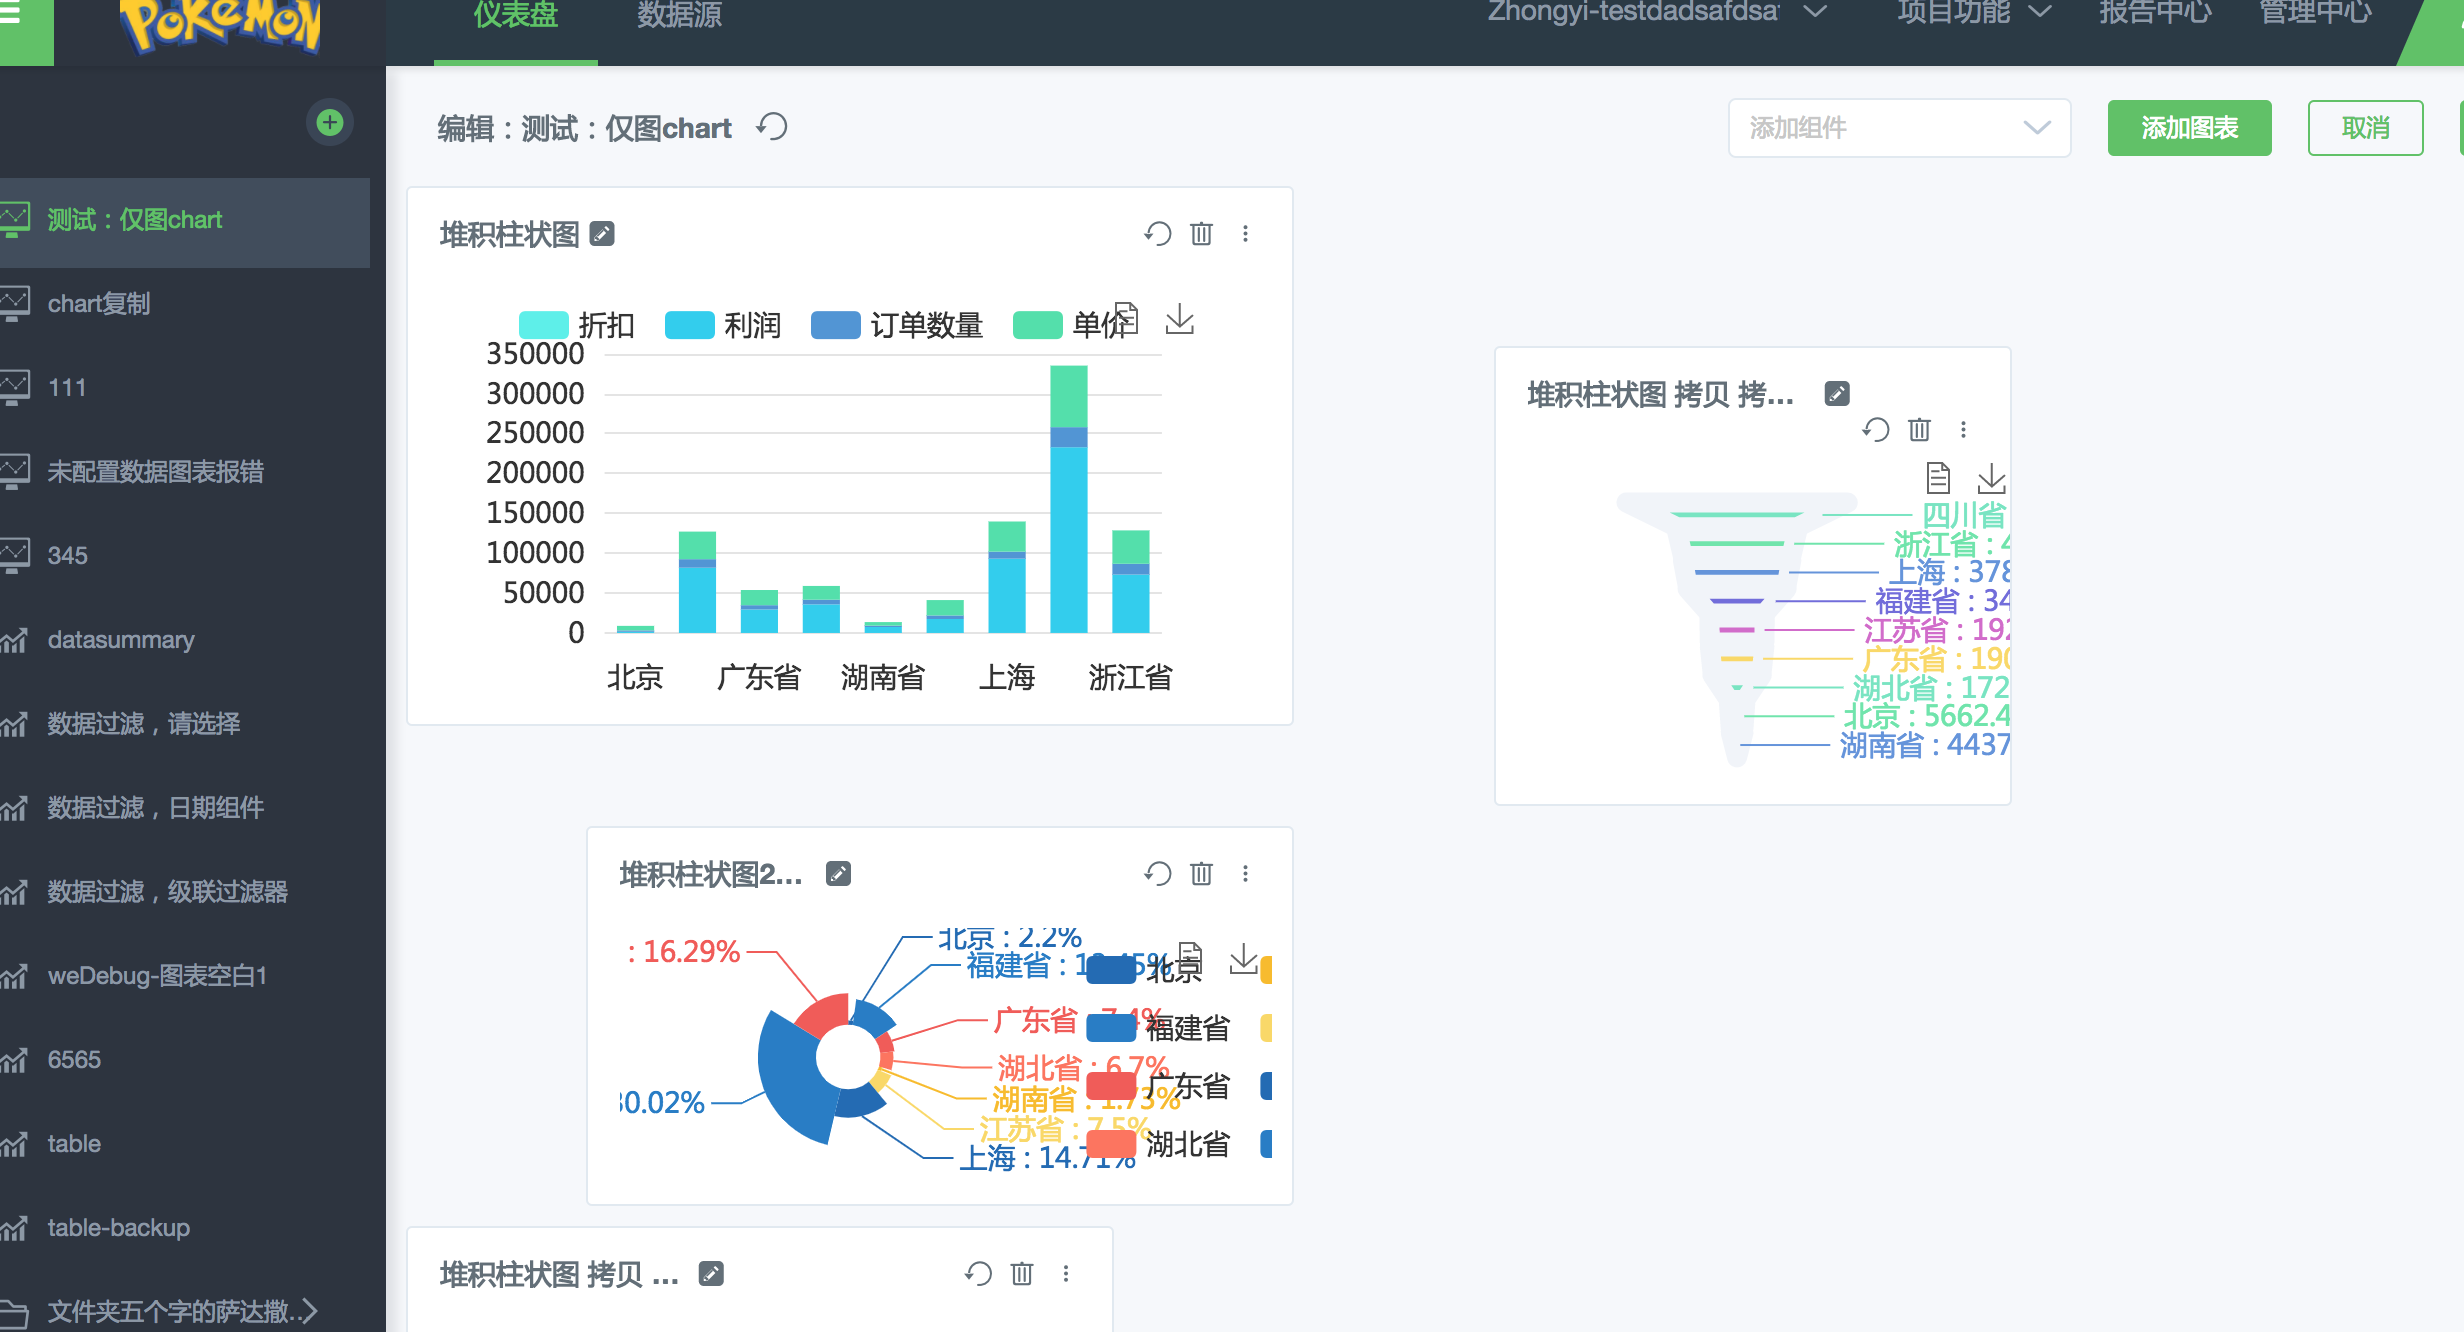 POKéMON
仪表盘
数据源
Zhongyi-testdadsafdsa
项目功能
报告中心
管理中心
编辑：测试：仅图chart
添加组件
添加图表
取消
测试：仅图chart
chart复制
111
未配置数据图表报错
345
datasummary
数据过滤，请选择
数据过滤，日期组件
数据过滤，级联过滤器
weDebug-图表空白1
6565
table
table-backup
文件夹五个字的萨达撒...
堆积柱状图
折扣 利润 订单数量 单价
350000
300000
250000
200000
150000
100000
50000
0
北京 广东省 湖南省 上海 浙江省
堆积柱状图 拷贝 拷...
四川省
浙江省 : 4
上海 : 378
福建省 : 34
江苏省 : 192
广东省 : 190
湖北省 : 172
北京 : 5662.4
湖南省 : 4437
堆积柱状图2...
: 16.29%
30.02%
北京 : 2.2%
福建省 :
广东省 : 7.4%
湖北省 : 6.7%
湖南省 : 1.73%
江苏省 : 7.5%
上海 : 14.71%
北京
福建省
广东省
湖北省
堆积柱状图 拷贝 ...